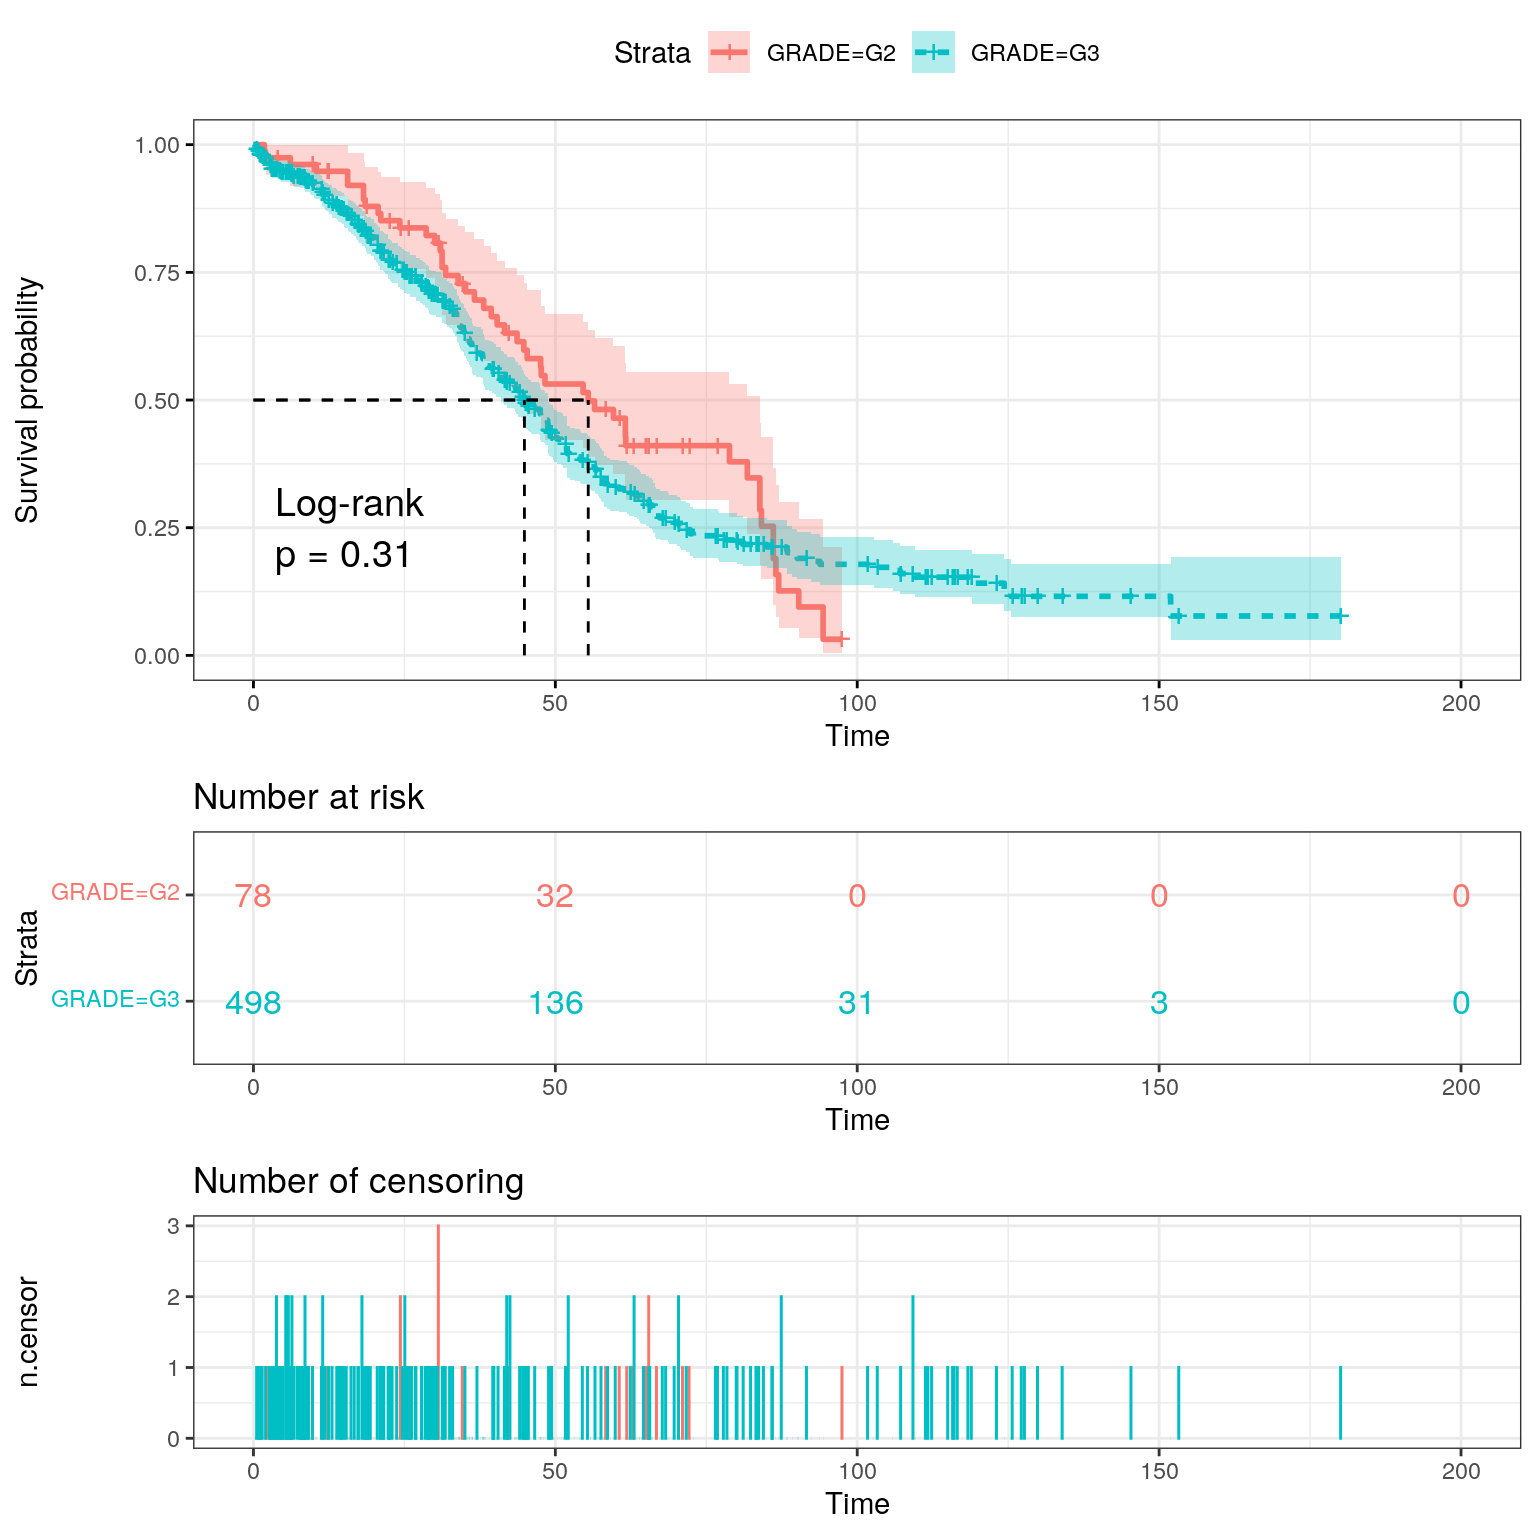 Strata GRADE=G2 GRADE=G3
Survival probability
1.00
0.75
0.50
0.25
0.00
Log-rank
p = 0.31
0 50 100 150 200
Time
Number at risk
Strata
GRADE=G2 78 32 0 0 0
GRADE=G3 498 136 31 3 0
0 50 100 150 200
Time
Number of censoring
n.censor
3
2
1
0
0 50 100 150 200
Time